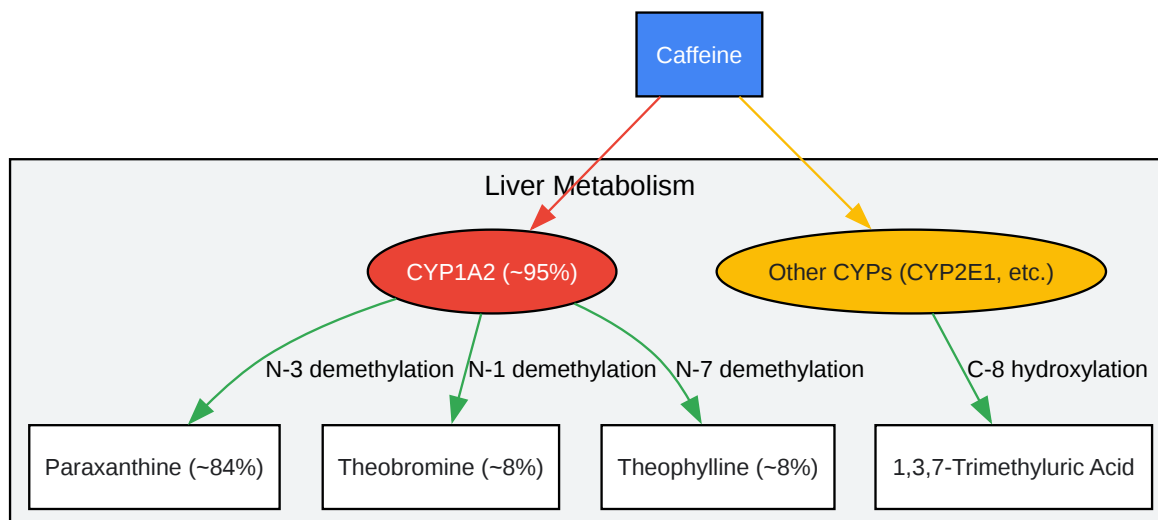 Caffeine
Liver Metabolism
CYP1A2 (~95%)
Other CYPs (CYP2E1, etc.)
N-3 demethylation
N-1 demethylation
N-7 demethylation
C-8 hydroxylation
Paraxanthine (~84%)
Theobromine (~8%)
Theophylline (~8%)
1,3,7-Trimethyluric Acid